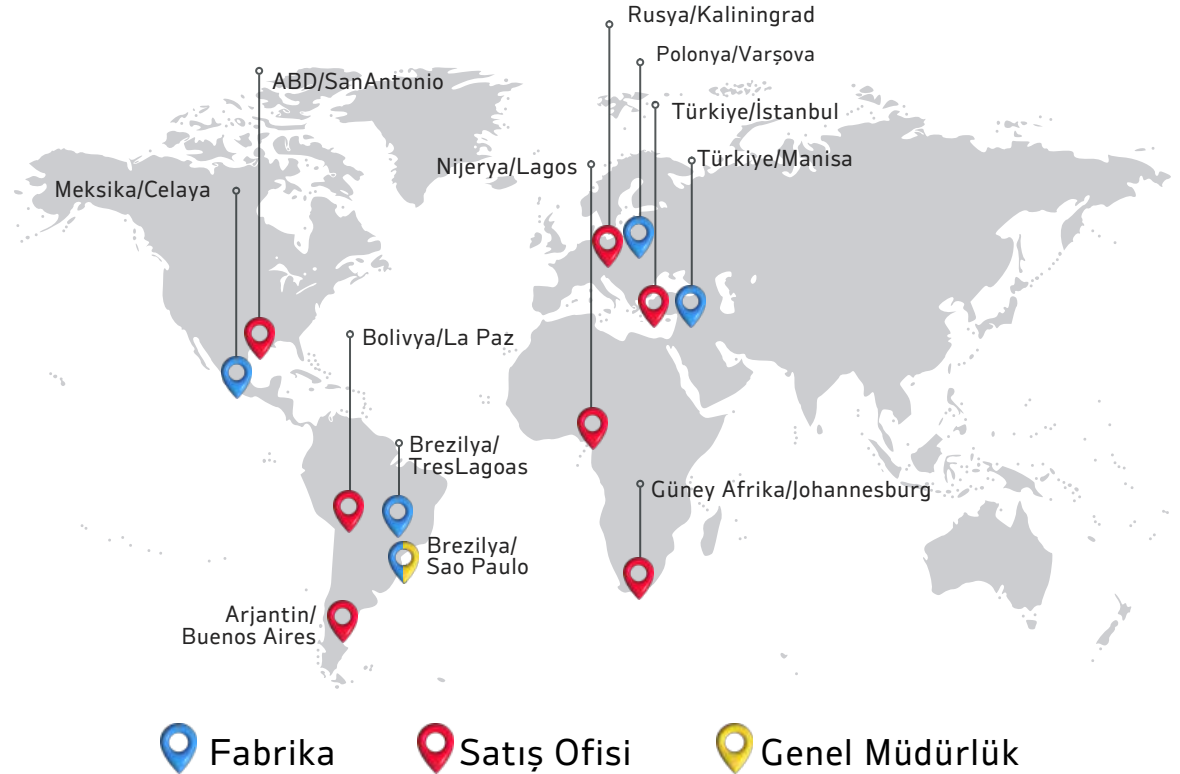 Rusya/Kaliningrad
Polonya/Varşova
ABD/SanAntonio
Türkiye/İstanbul
Nijerya/Lagos
Türkiye/Manisa
Meksika/Celaya
Bolivya/La Paz
Brezilya/
TresLagoas
Güney Afrika/Johannesburg
Brezilya/
Sao Paulo
Arjantin/
Buenos Aires
Fabrika
Satış Ofisi
Genel Müdürlük